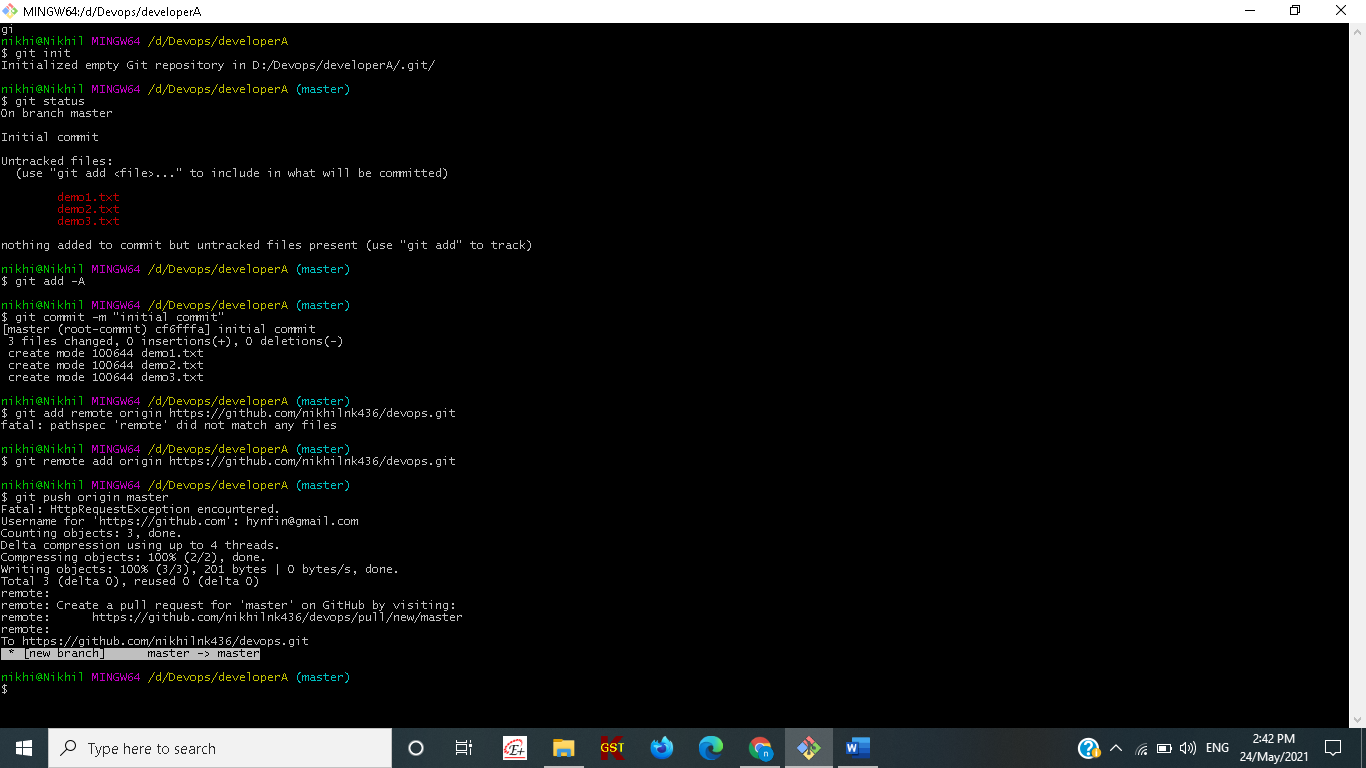 MINGW64:/d/Devops/developerA
gi
nikhi@Nikhil MINGW64 /d/Devops/developerA
$ git init
Initialized empty Git repository in D:/Devops/developerA/.git/
nikhi@Nikhil MINGW64 /d/Devops/developerA (master)
$ git status
On branch master
Initial commit
Untracked files:
(use "git add <file>..." to include in what will be committed)
demo1.txt
demo2.txt
demo3.txt
nothing added to commit but untracked files present (use "git add" to track)
nikhi@Nikhil MINGW64 /d/Devops/developerA (master)
$ git add -A
nikhi@Nikhil MINGW64 /d/Devops/developerA (master)
$ git commit -m "initial commit"
[master (root-commit) cf6fffa] initial commit
3 files changed, 0 insertions(+), 0 deletions(-)
create mode 100644 demo1.txt
create mode 100644 demo2.txt
create mode 100644 demo3.txt
nikhi@Nikhil MINGW64 /d/Devops/developerA (master)
$ git add remote origin https://github.com/nikhilnk436/devops.git
fatal: pathspec 'remote' did not match any files
nikhi@Nikhil MINGW64 /d/Devops/developerA (master)
$ git remote add origin https://github.com/nikhilnk436/devops.git
nikhi@Nikhil MINGW64 /d/Devops/developerA (master)
$ git push origin master
Fatal: HttpRequestException encountered.
Username for 'https://github.com': hynfin@gmail.com
Counting objects: 3, done.
Delta compression using up to 4 threads.
Compressing objects: 100% (2/2), done.
Writing objects: 100% (3/3), 201 bytes | 0 bytes/s, done.
Total 3 (delta 0), reused 0 (delta 0)
remote:
remote: Create a pull request for 'master' on GitHub by visiting:
remote: https://github.com/nikhilnk436/devops/pull/new/master
remote:
To https://github.com/nikhilnk436/devops.git
* [new branch] master -> master
nikhi@Nikhil MINGW64 /d/Devops/developerA (master)
$
Type here to search
E+
GST
n
W
ENG
2:42 PM
24/May/2021